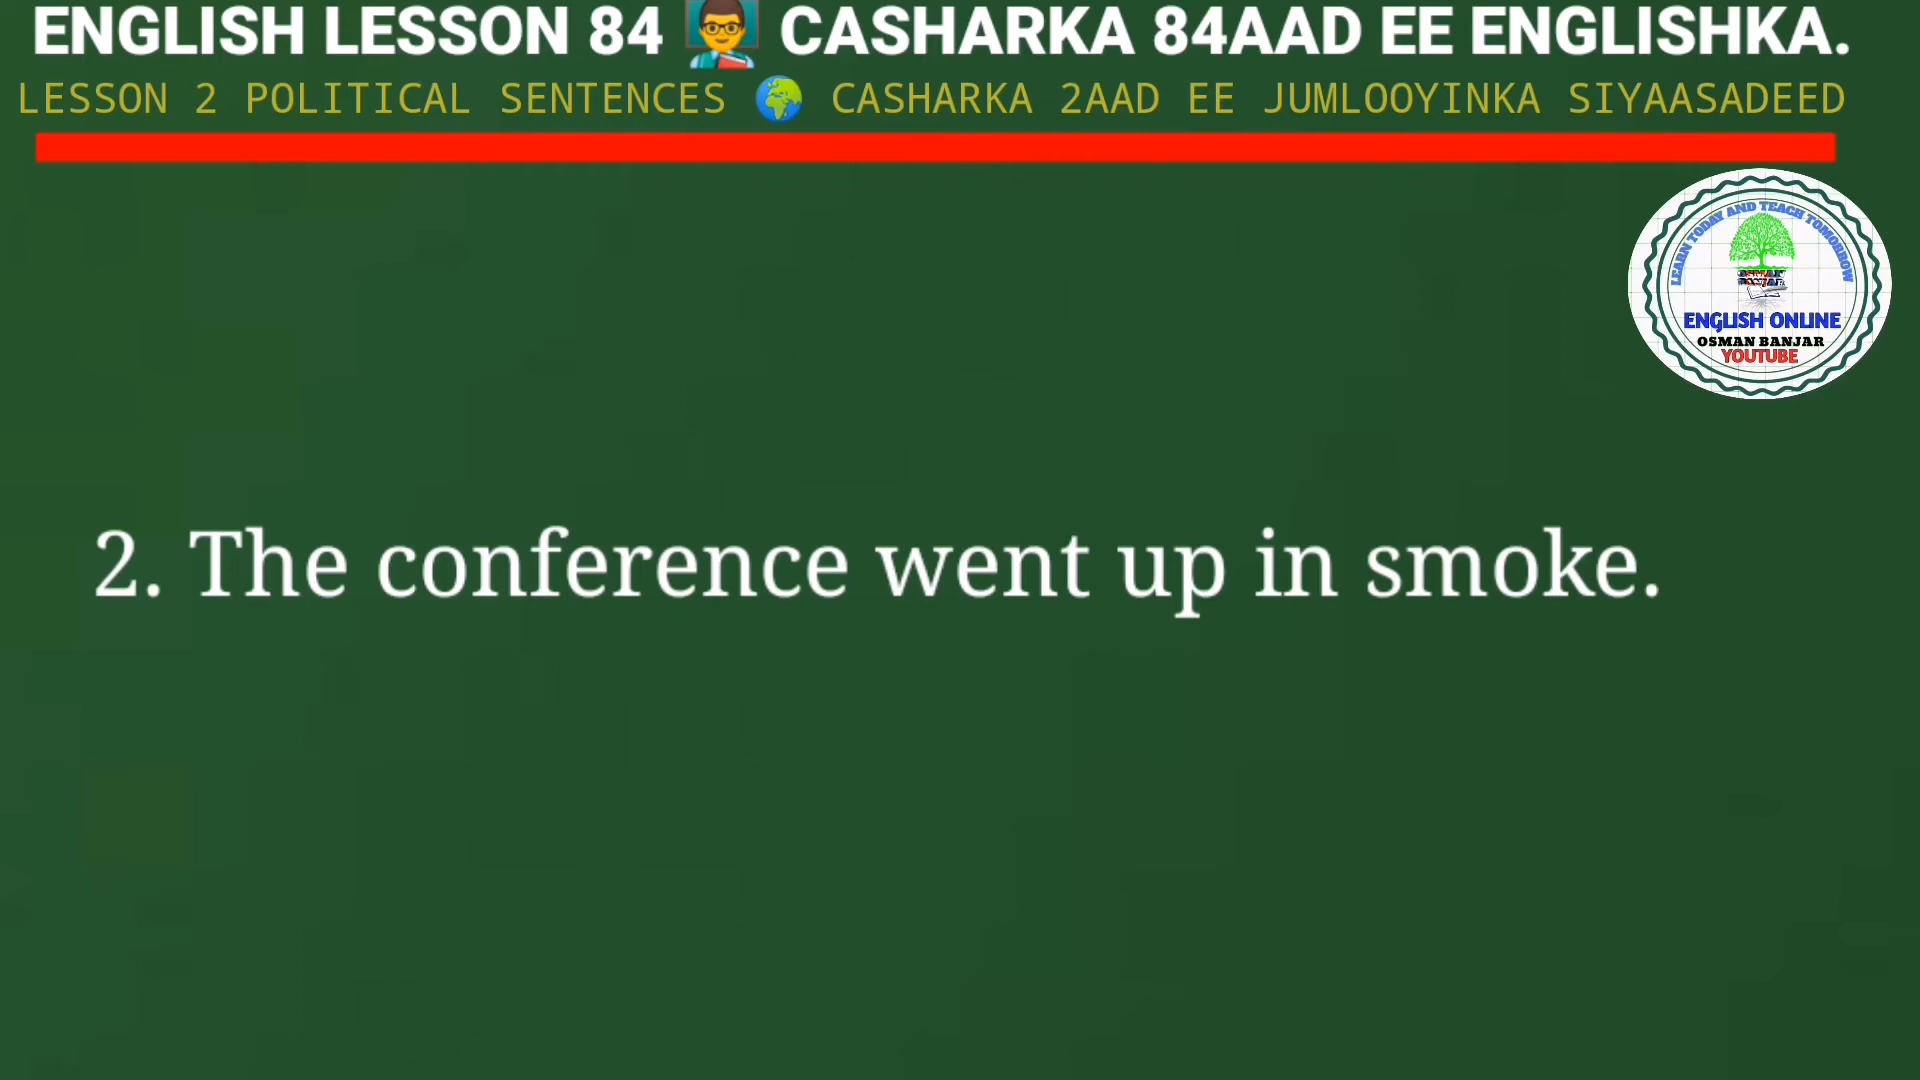 ENGLISH LESSON 84 👨‍🏫 CASHARKA 84AAD EE ENGLISHKA.
LESSON 2 POLITICAL SENTENCES 🌍 CASHARKA 2AAD EE JUMLOOYINKA SIYAASADEED
LEARN TODAY AND TEACH TOMORROW
ENGLISH ONLINE
OSMAN BANJAR
YOUTUBE
2. The conference went up in smoke.